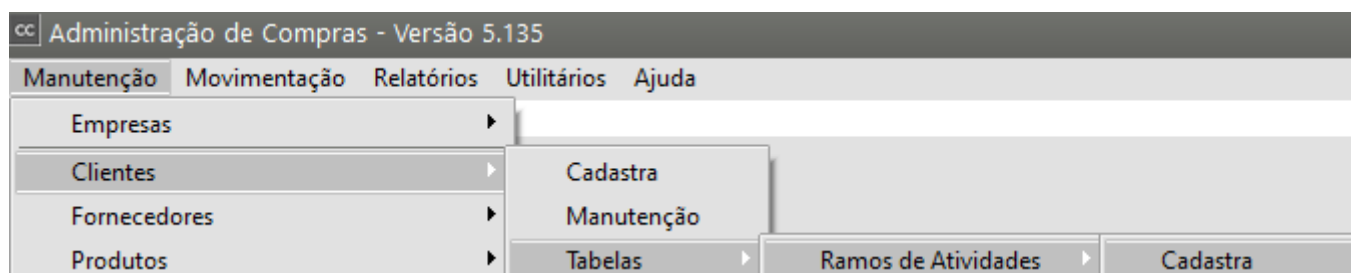 CC Administração de Compras - Versão 5.135
Manutenção Movimentação Relatórios Utilitários Ajuda
Empresas
Clientes Cadastra
Fornecedores Manutenção
Produtos Tabelas Ramos de Atividades Cadastra